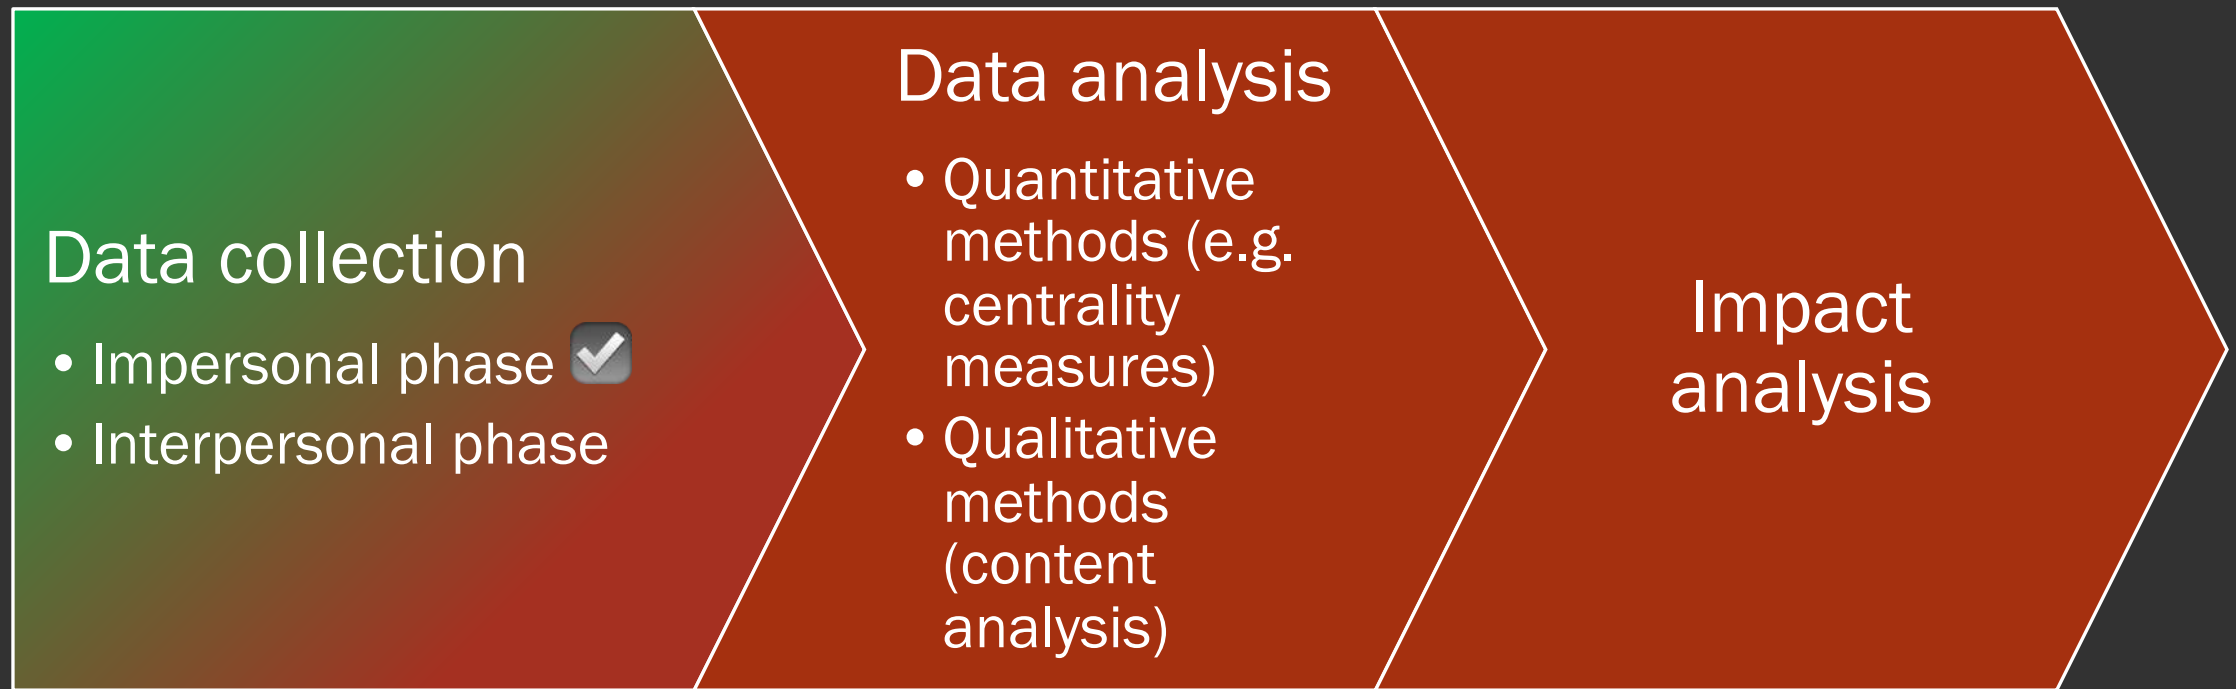 Data collection
• Impersonal phase ☑
• Interpersonal phase
Data analysis
• Quantitative
methods (e.g.
centrality
measures)
• Qualitative
methods
(content
analysis)
Impact
analysis